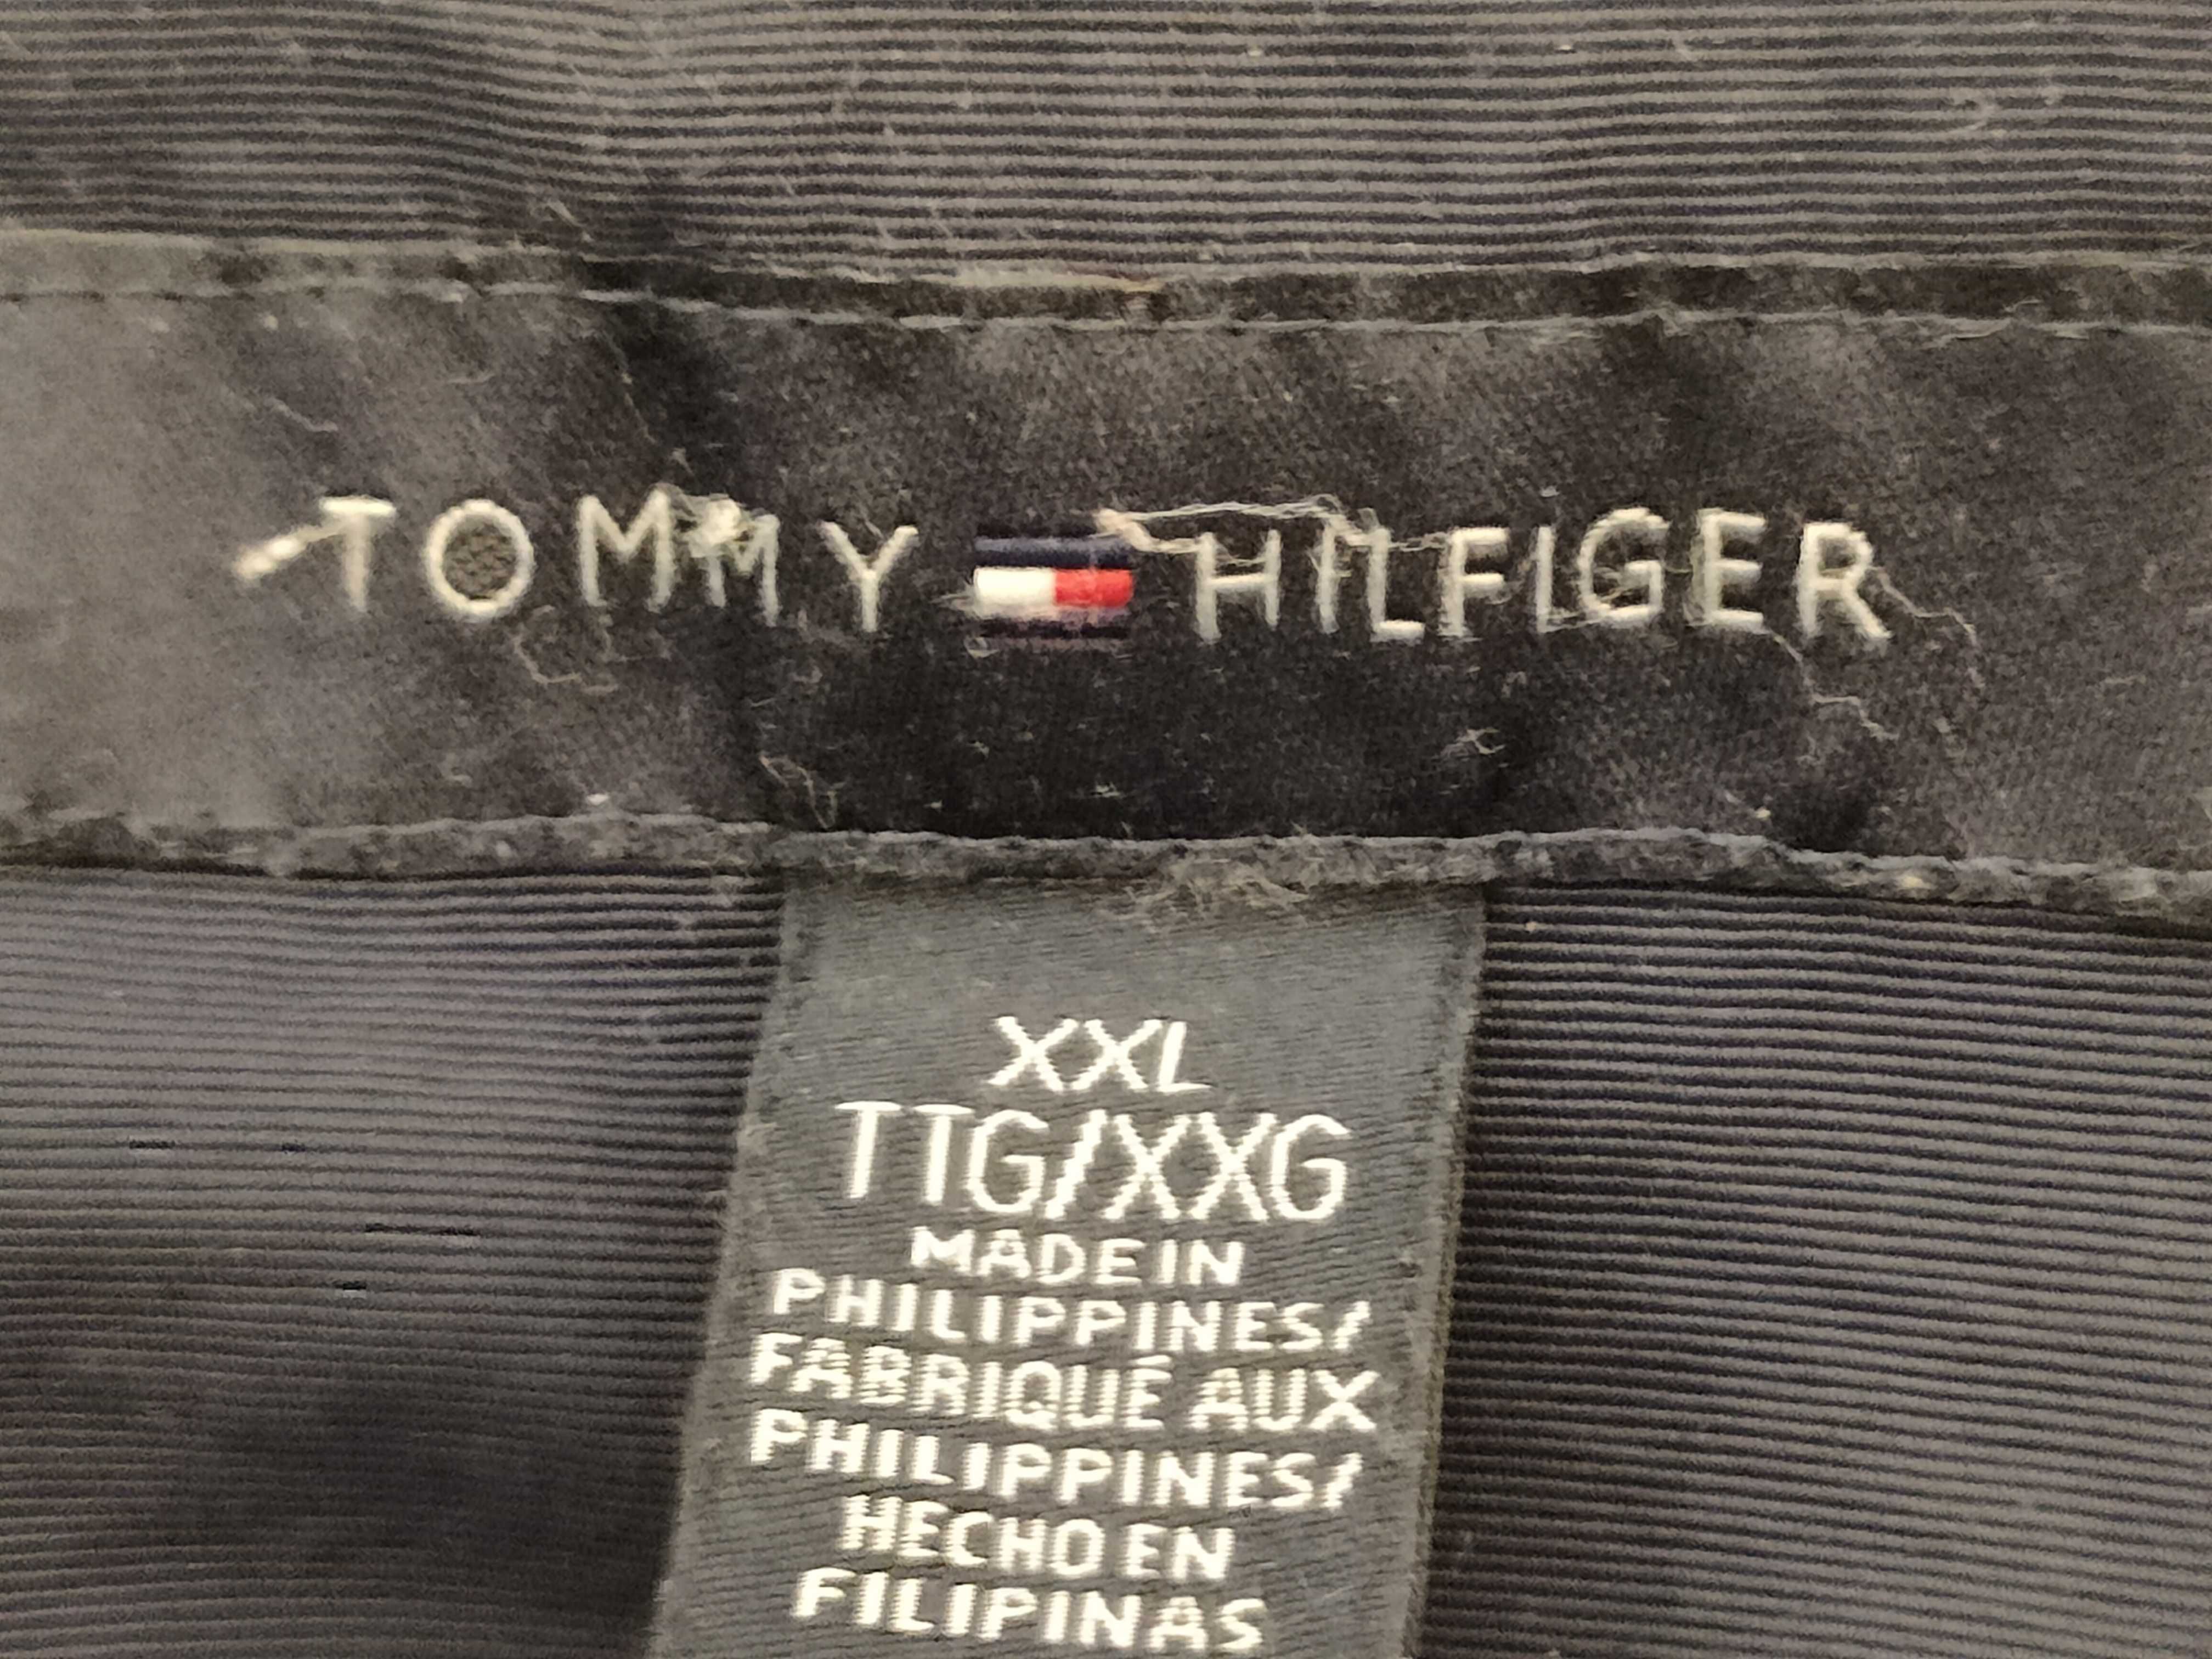 TOMMY HILFIGER
XXL
TTG/XXG
MADE IN
PHILIPPINES/
FABRIQUÉ AUX
PHILIPPINES/
HECHO EN
FILIPINAS